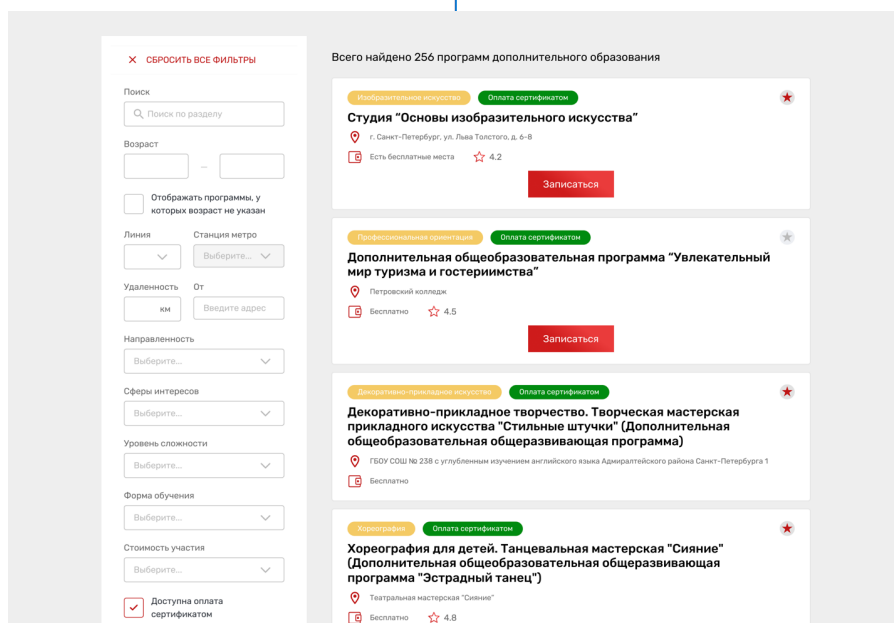 СБРОСИТЬ ВСЕ ФИЛЬТРЫ
Поиск
Поиск по разделу
Возраст
—
Отображать программы, у
которых возраст не указан
Линия Станция метро
Выберите...
Удаленность От
км Введите адрес
Направленность
Выберите...
Сферы интересов
Выберите...
Уровень сложности
Выберите...
Форма обучения
Выберите...
Стоимость участия
Выберите...
Доступна оплата
сертификатом
Всего найдено 256 программ дополнительного образования
Изобразительное искусство Оплата сертификатом
Студия “Основы изобразительного искусства”
г. Санкт-Петербург, ул. Льва Толстого, д. 6-8
Есть бесплатные места 4.2
Записаться
Профессиональная ориентация Оплата сертификатом
Дополнительная общеобразовательная программа “Увлекательный
мир туризма и гостериимства”
Петровский колледж
Бесплатно 4.5
Записаться
Декоративно-прикладное искусство Оплата сертификатом
Декоративно-прикладное творчество. Творческая мастерская
прикладного искусства "Стильные штучки" (Дополнительная
общеобразовательная общеразвивающая программа)
ГБОУ СОШ № 238 с углубленным изучением английского языка Адмиралтейского района Санкт-Петербурга 1
Бесплатно
Хореография Оплата сертификатом
Хореография для детей. Танцевальная мастерская "Сияние"
(Дополнительная общеобразовательная общеразвивающая
программа "Эстрадный танец")
Театральная мастерская "Сияние"
Бесплатно 4.8